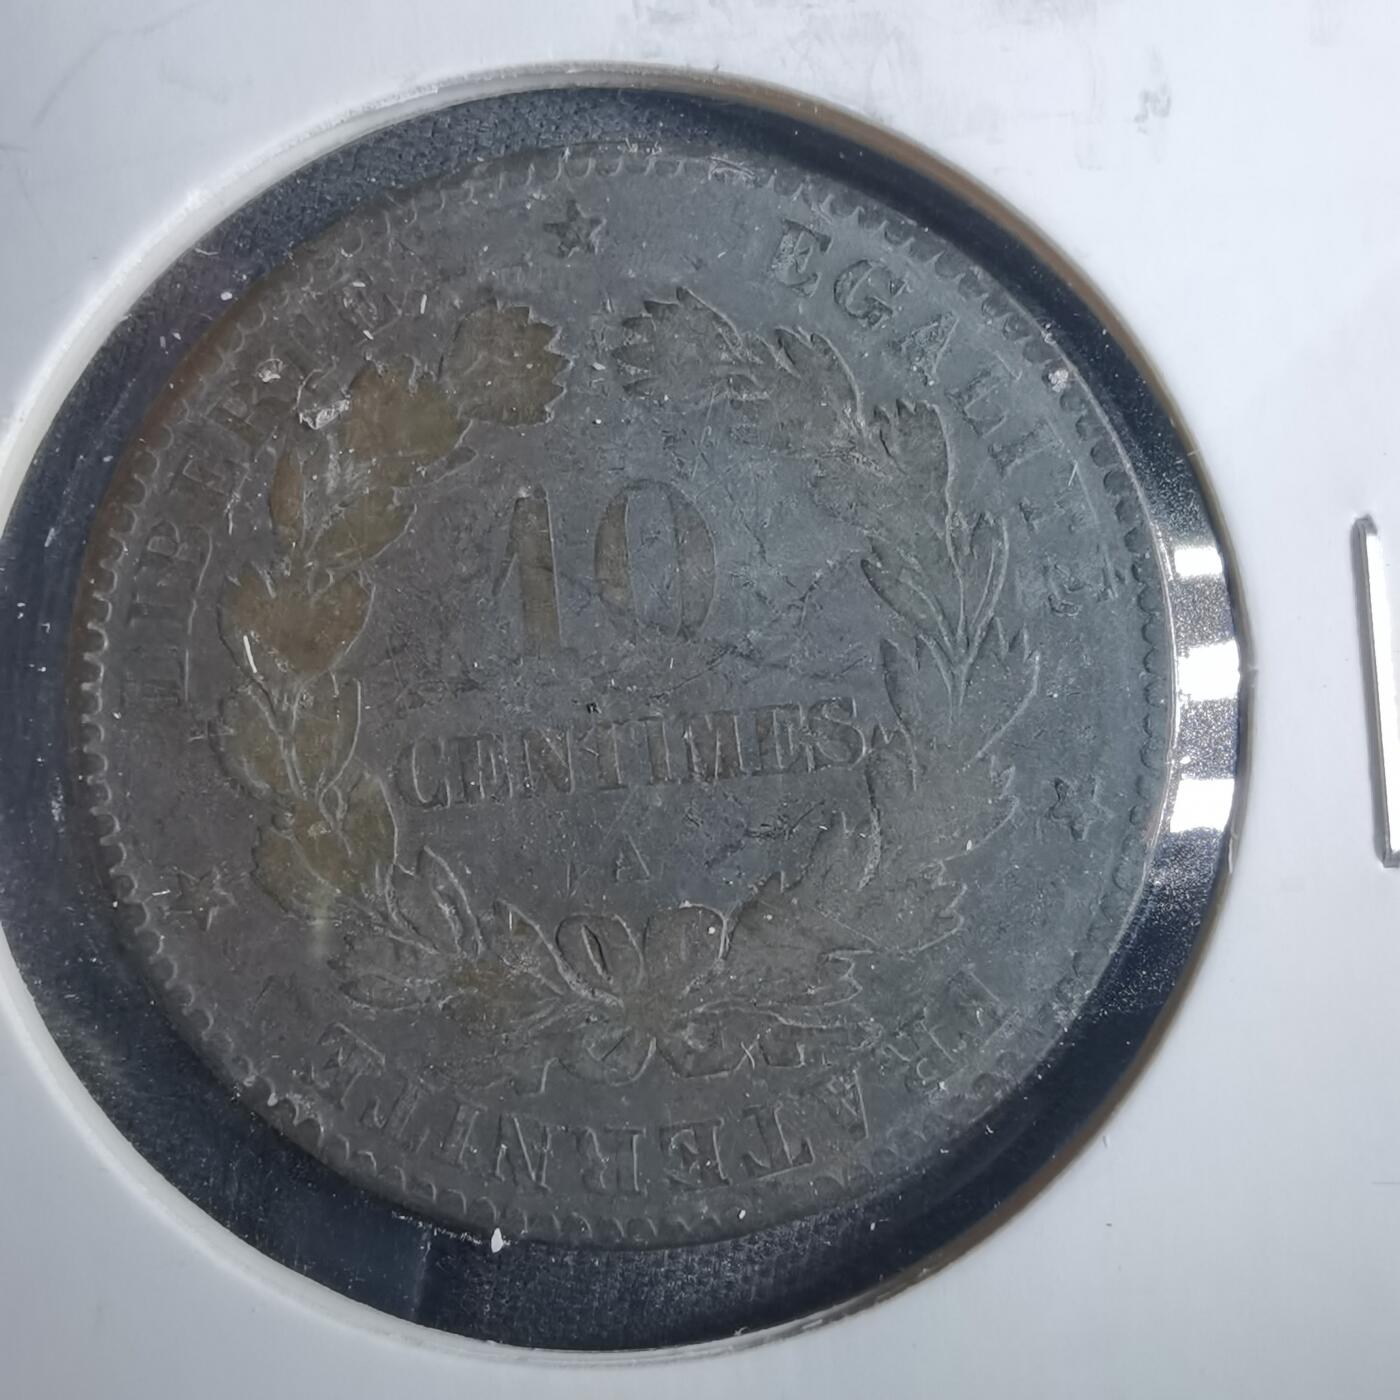 LIBERTE
EGALITE
FRATERNITE
10
CENTIMES
A